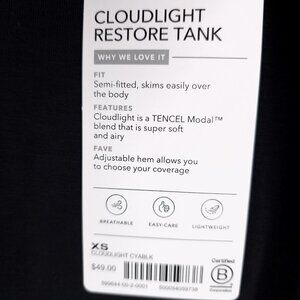 CLOUDLIGHT
RESTORE TANK
WHY WE LOVE IT
FIT
Semi-fitted, skims easily over
the body
FEATURES
Cloudlight is a TENCEL Modal™
blend that is super soft
and airy
FAVE
Adjustable hem allows you
to choose your coverage
BREATHABLE
EASY-CARE
LIGHTWEIGHT
XS
CLOUDLIGHT CYABLK
$49.00
Certified
B
Corporation